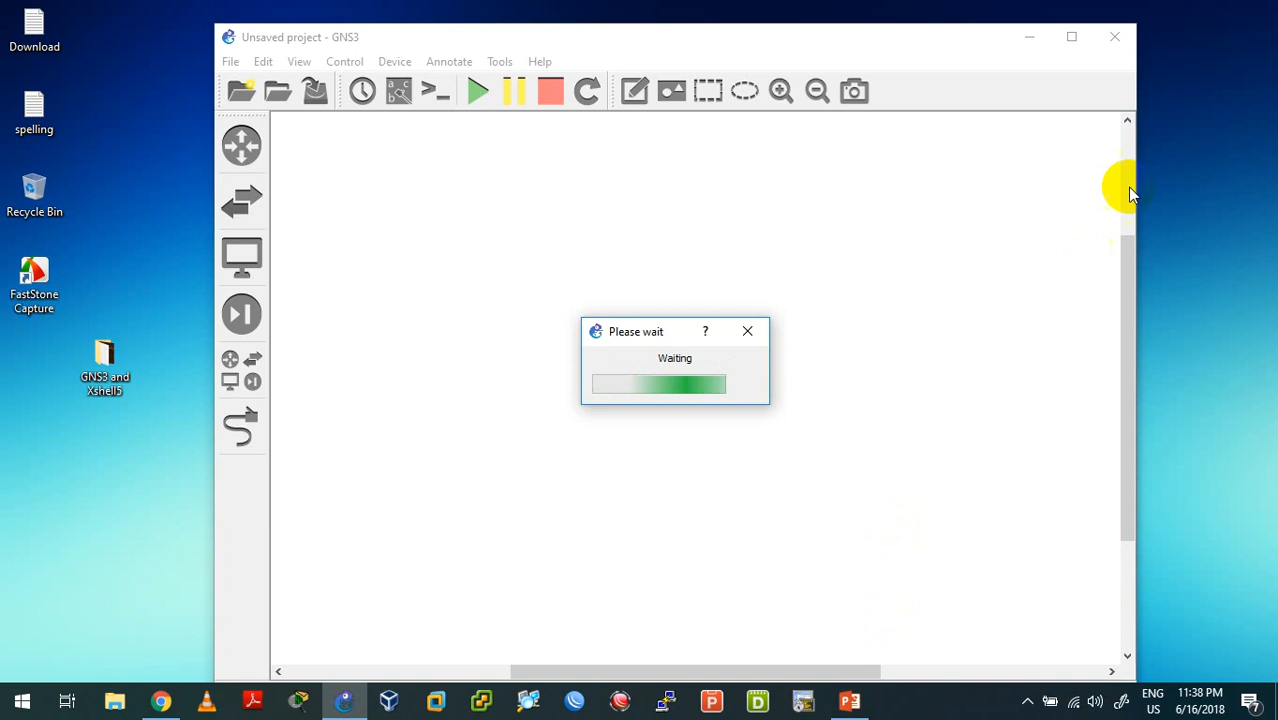 Download
spelling
Recycle Bin
FastStone
Capture
GNS3 and
Xshell5
Unsaved project - GNS3
File Edit View Control Device Annotate Tools Help
Please wait ?
Waiting
ENG
US
11:38 PM
6/16/2018
7